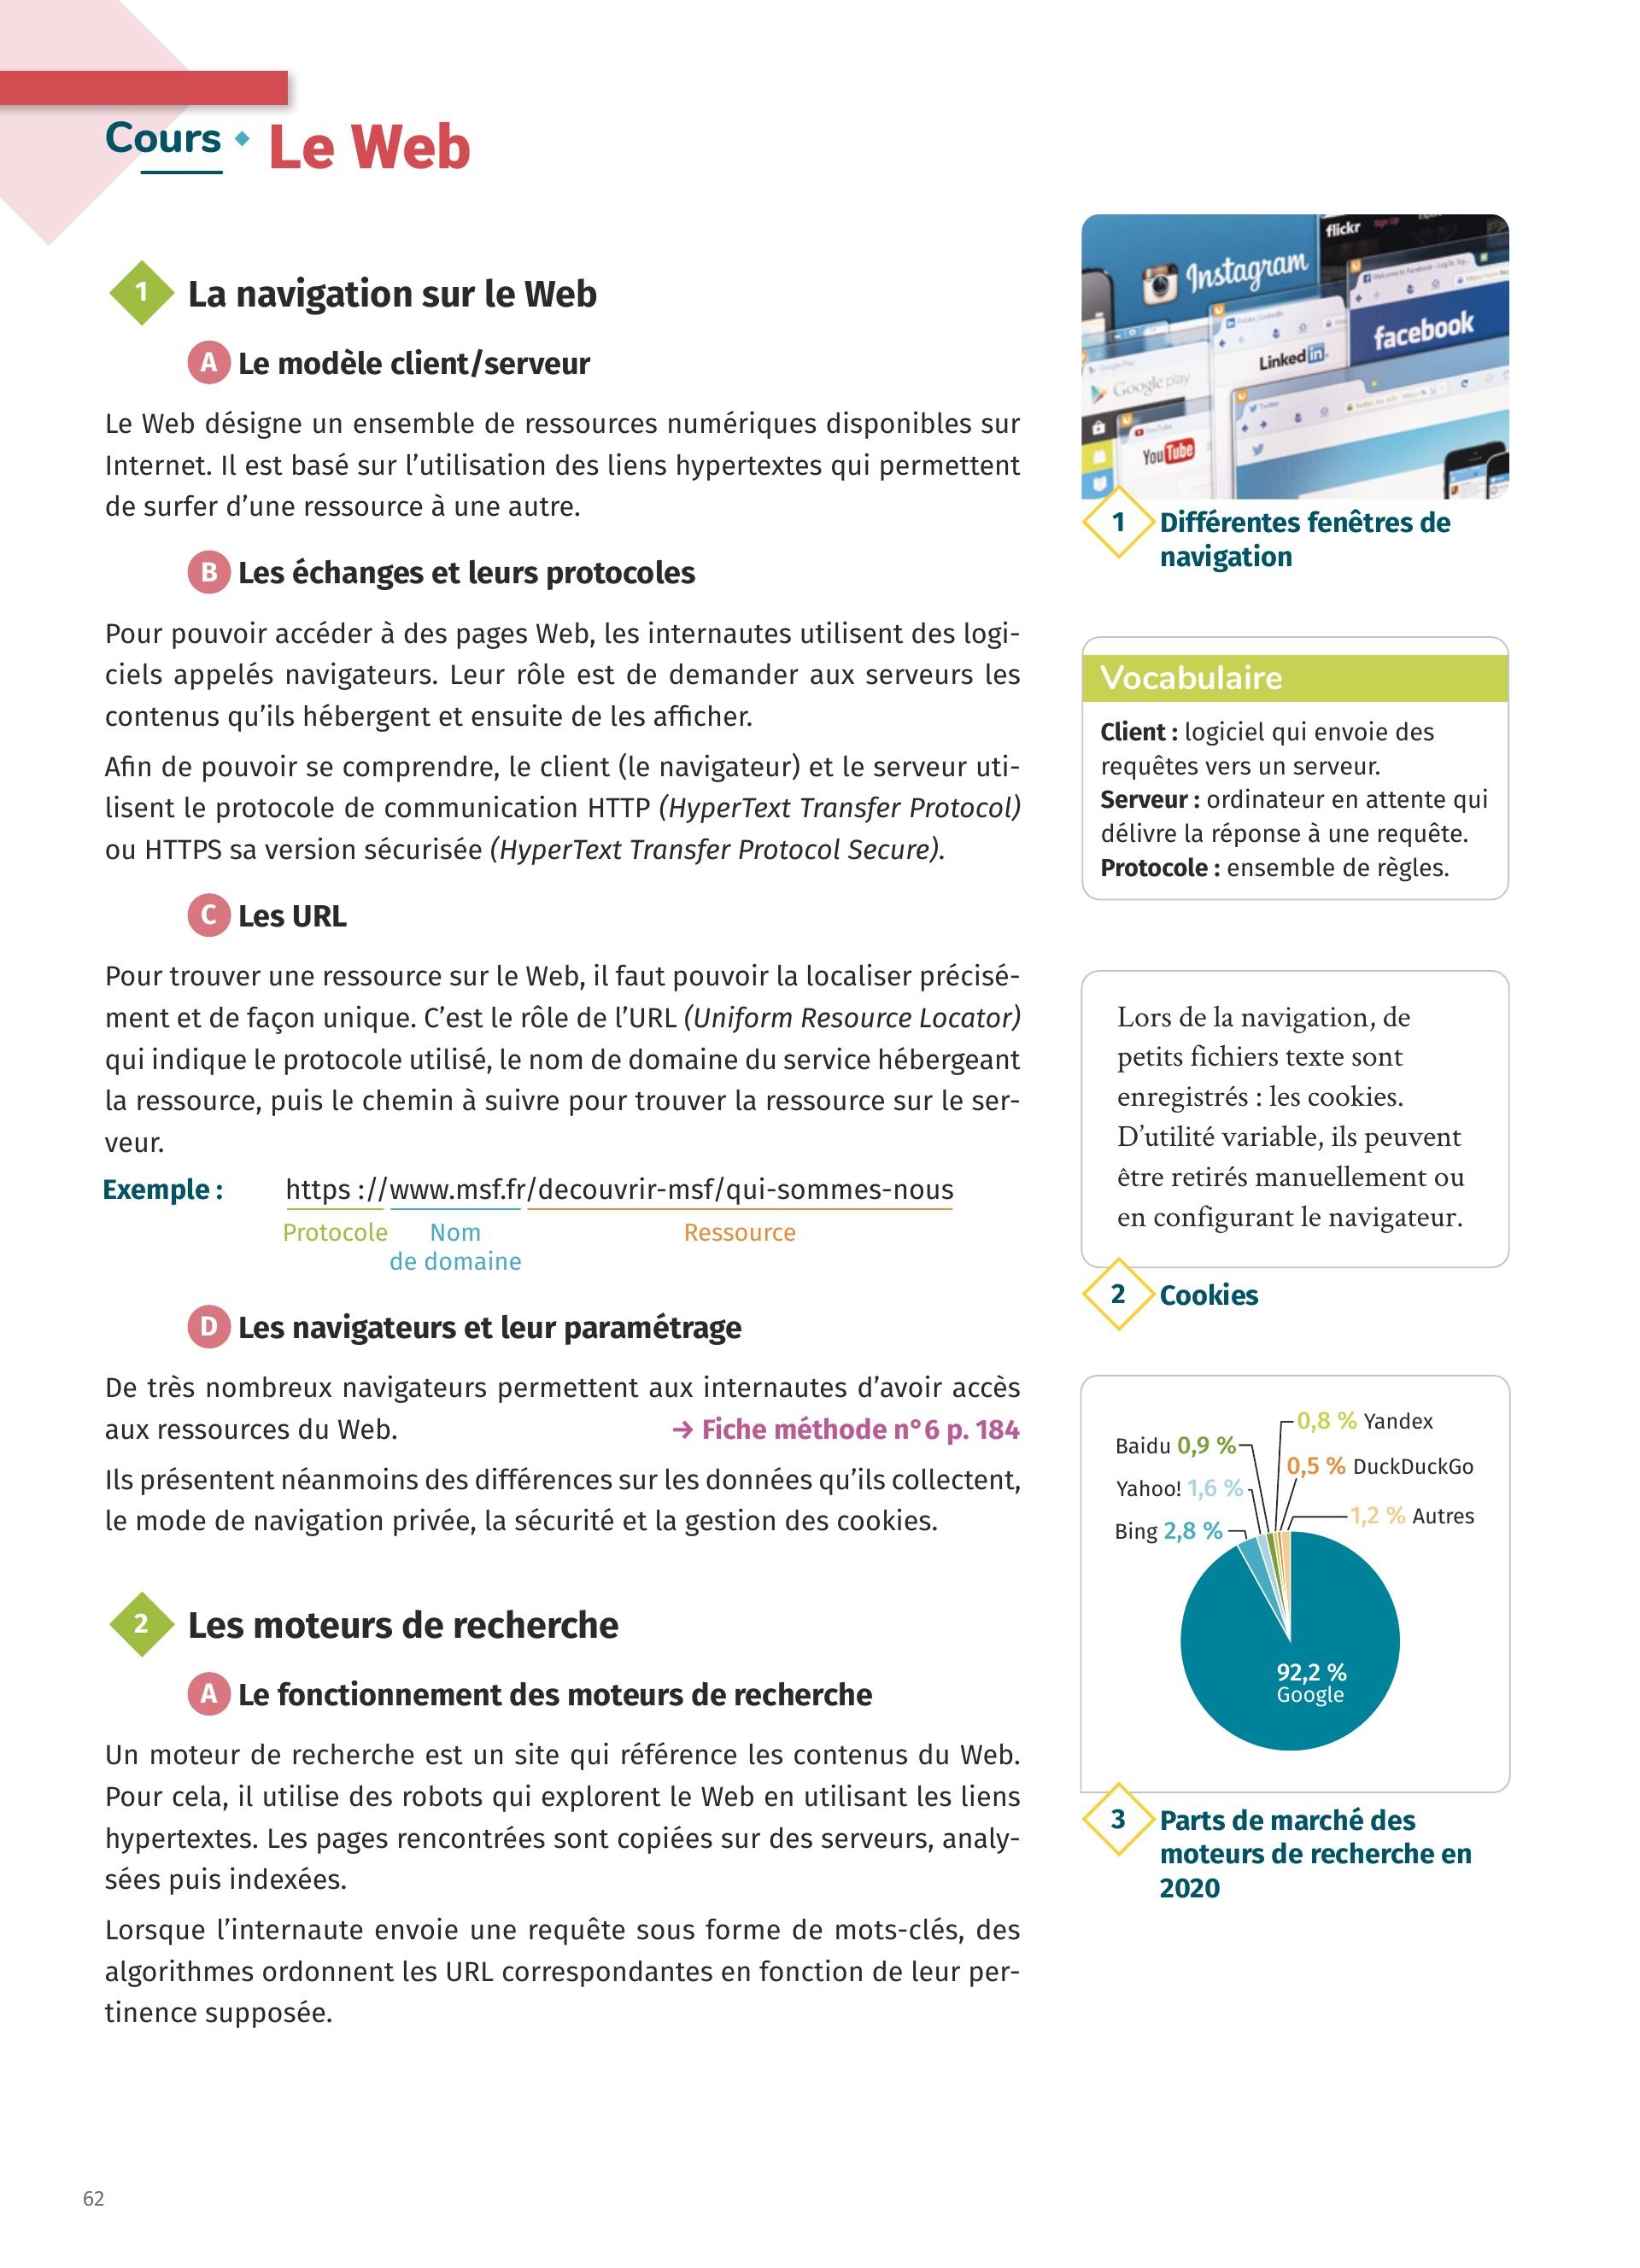 Cours
Le Web
1 La navigation sur le Web
A Le modèle client/serveur
Le Web désigne un ensemble de ressources numériques disponibles sur
Internet. Il est basé sur l’utilisation des liens hypertextes qui permettent
de surfer d’une ressource à une autre.
B Les échanges et leurs protocoles
Pour pouvoir accéder à des pages Web, les internautes utilisent des logi-
ciels appelés navigateurs. Leur rôle est de demander aux serveurs les
contenus qu’ils hébergent et ensuite de les afficher.
Afin de pouvoir se comprendre, le client (le navigateur) et le serveur uti-
lisent le protocole de communication HTTP (HyperText Transfer Protocol)
ou HTTPS sa version sécurisée (HyperText Transfer Protocol Secure).
C Les URL
Pour trouver une ressource sur le Web, il faut pouvoir la localiser précisé-
ment et de façon unique. C’est le rôle de l’URL (Uniform Resource Locator)
qui indique le protocole utilisé, le nom de domaine du service hébergeant
la ressource, puis le chemin à suivre pour trouver la ressource sur le ser-
veur.
Exemple : https ://www.msf.fr/decouvrir-msf/qui-sommes-nous
Protocole Nom Ressource
de domaine
D Les navigateurs et leur paramétrage
De très nombreux navigateurs permettent aux internautes d’avoir accès
aux ressources du Web. → Fiche méthode n°6 p. 184
Ils présentent néanmoins des différences sur les données qu’ils collectent,
le mode de navigation privée, la sécurité et la gestion des cookies.
2 Les moteurs de recherche
A Le fonctionnement des moteurs de recherche
Un moteur de recherche est un site qui référence les contenus du Web.
Pour cela, il utilise des robots qui explorent le Web en utilisant les liens
hypertextes. Les pages rencontrées sont copiées sur des serveurs, analy-
sées puis indexées.
Lorsque l’internaute envoie une requête sous forme de mots-clés, des
algorithmes ordonnent les URL correspondantes en fonction de leur per-
tinence supposée.
flickr
Sign Up
Instagram
facebook
LinkedIn
Google play
Twitter
YouTube
1 Différentes fenêtres de
navigation
Vocabulaire
Client : logiciel qui envoie des
requêtes vers un serveur.
Serveur : ordinateur en attente qui
délivre la réponse à une requête.
Protocole : ensemble de règles.
Lors de la navigation, de
petits fichiers texte sont
enregistrés : les cookies.
D’utilité variable, ils peuvent
être retirés manuellement ou
en configurant le navigateur.
2 Cookies
0,8 % Yandex
Baidu 0,9 %
0,5 % DuckDuckGo
Yahoo! 1,6 %
1,2 % Autres
Bing 2,8 %
92,2 %
Google
3 Parts de marché des
moteurs de recherche en
2020
62